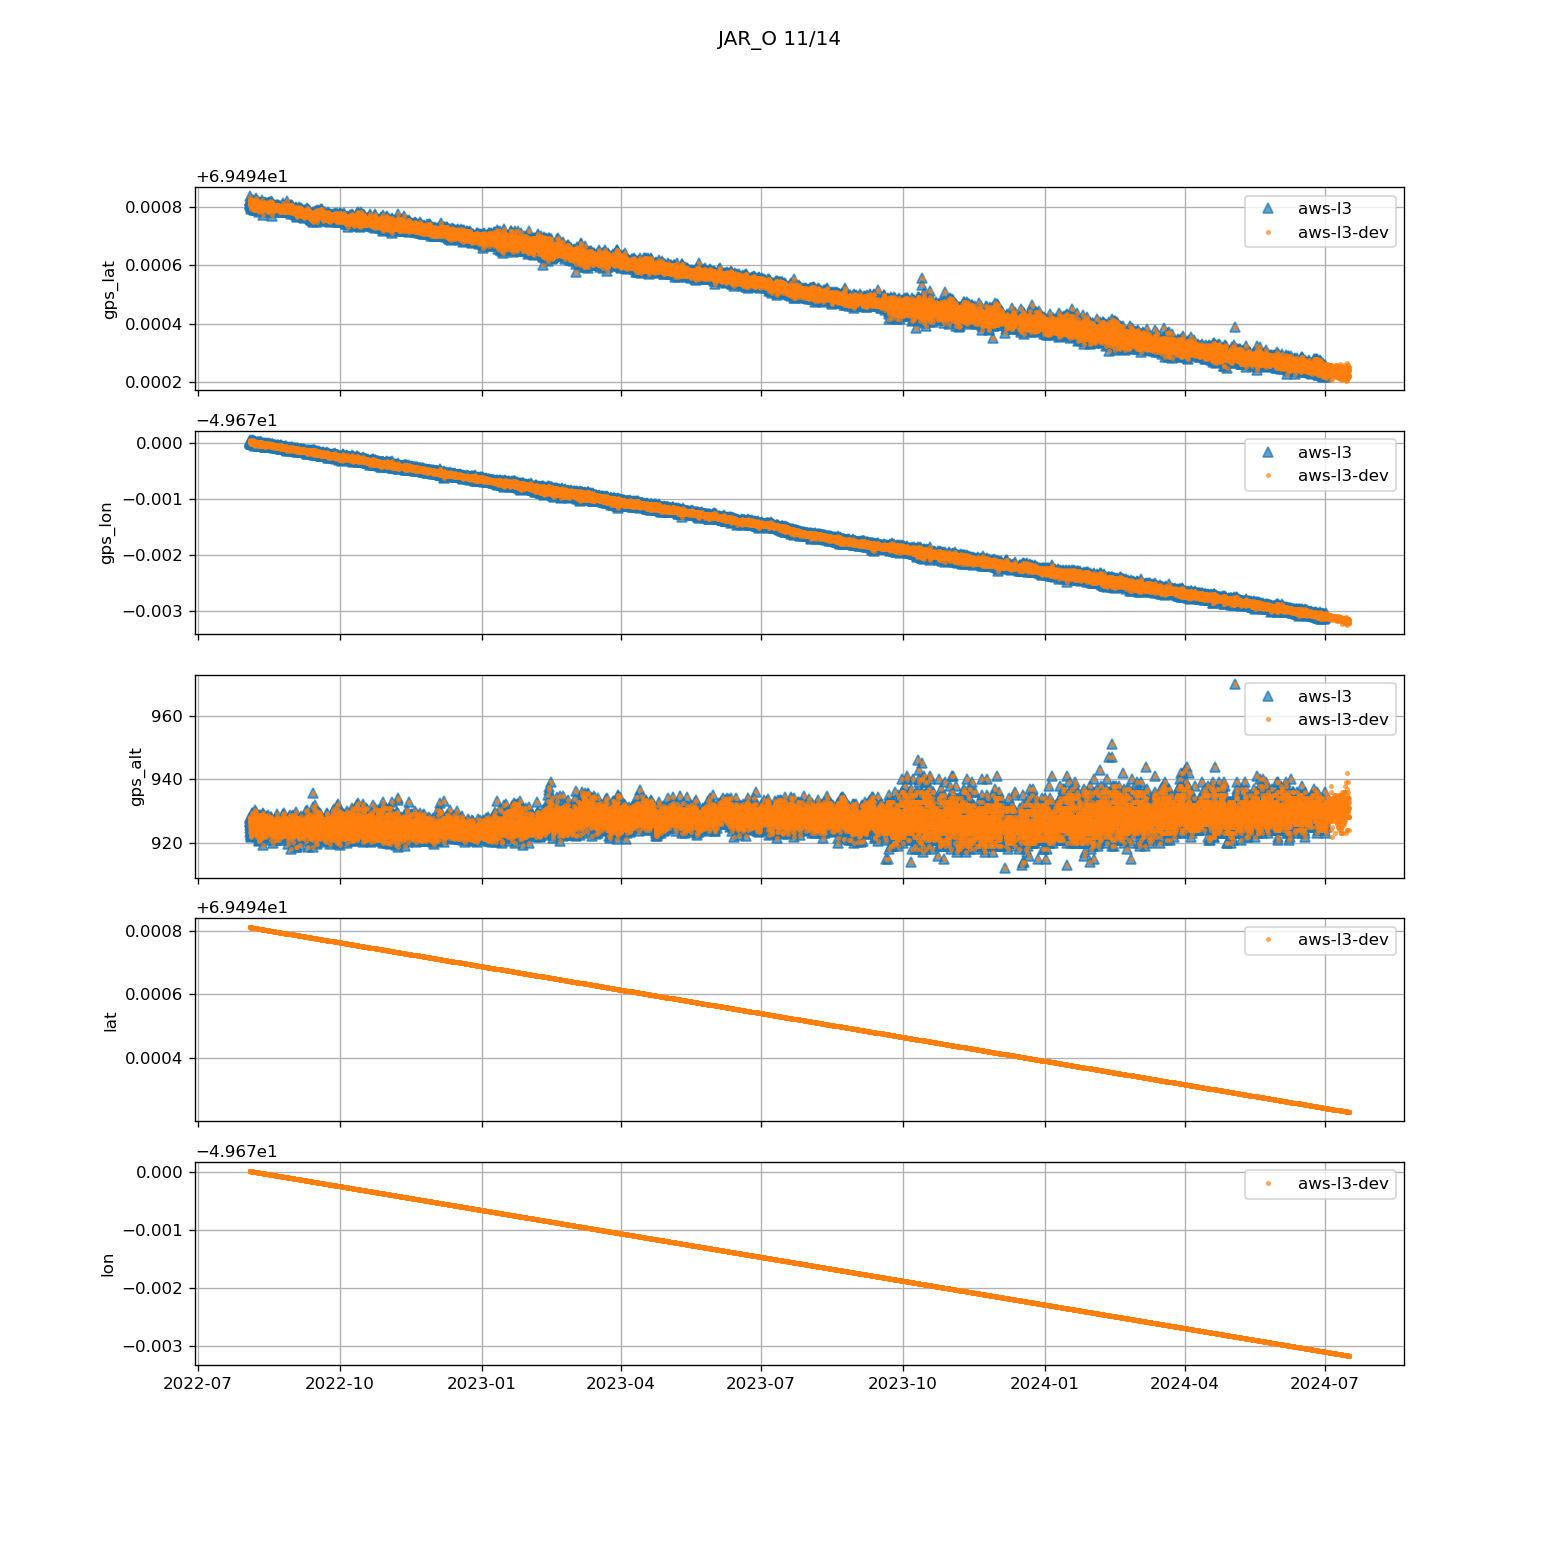 JAR_O 11/14
+6.9494e1
0.0008
0.0006
0.0004
0.0002
gps_lat
aws-l3
aws-l3-dev
−4.967e1
0.000
−0.001
−0.002
−0.003
gps_lon
aws-l3
aws-l3-dev
960
940
920
gps_alt
aws-l3
aws-l3-dev
+6.9494e1
0.0008
0.0006
0.0004
lat
aws-l3-dev
−4.967e1
0.000
−0.001
−0.002
−0.003
lon
aws-l3-dev
2022-07 2022-10 2023-01 2023-04 2023-07 2023-10 2024-01 2024-04 2024-07